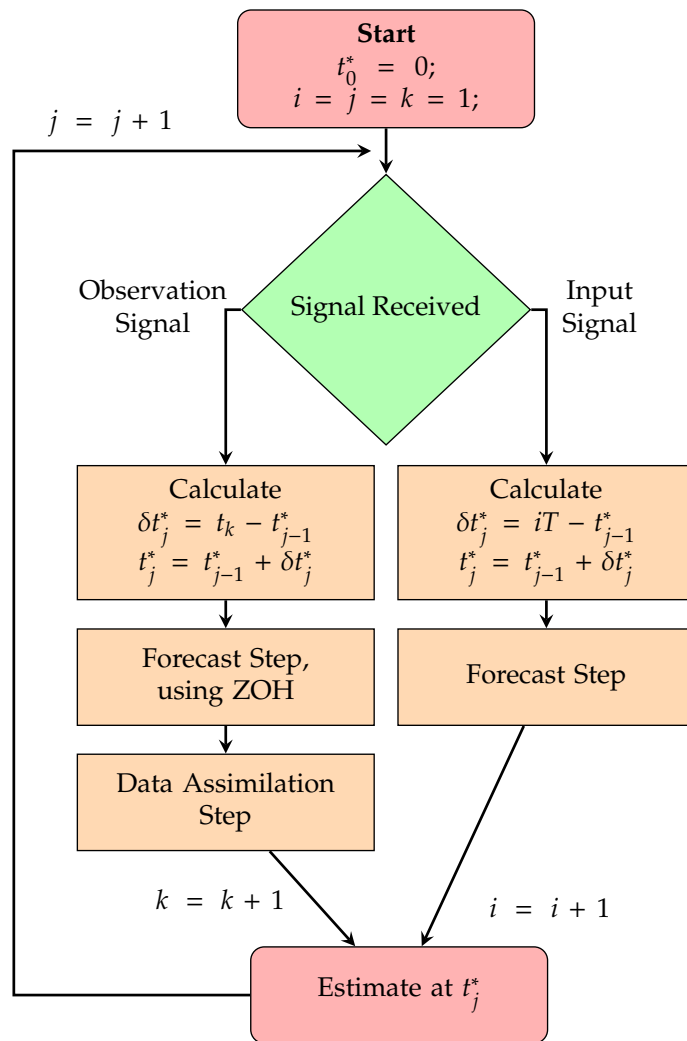 Start
t*_0 = 0;
i = j = k = 1;
j = j + 1
Observation
Signal
Signal Received
Input
Signal
Calculate
δt*_j = t_k − t*_{j−1}
t*_j = t*_{j−1} + δt*_j
Calculate
δt*_j = iT − t*_{j−1}
t*_j = t*_{j−1} + δt*_j
Forecast Step,
using ZOH
Forecast Step
Data Assimilation
Step
k = k + 1
i = i + 1
Estimate at t*_j